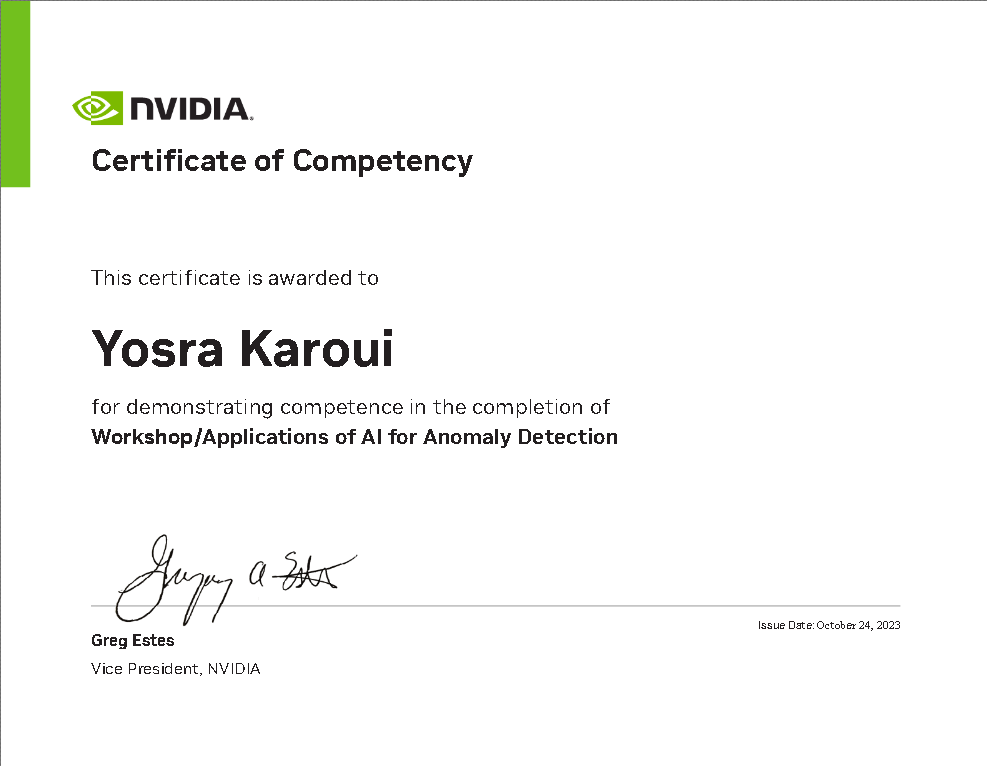 NVIDIA.
Certificate of Competency
This certificate is awarded to
Yosra Karoui
for demonstrating competence in the completion of
Workshop/Applications of AI for Anomaly Detection
Gregory A Estes
Issue Date: October 24, 2023
Greg Estes
Vice President, NVIDIA